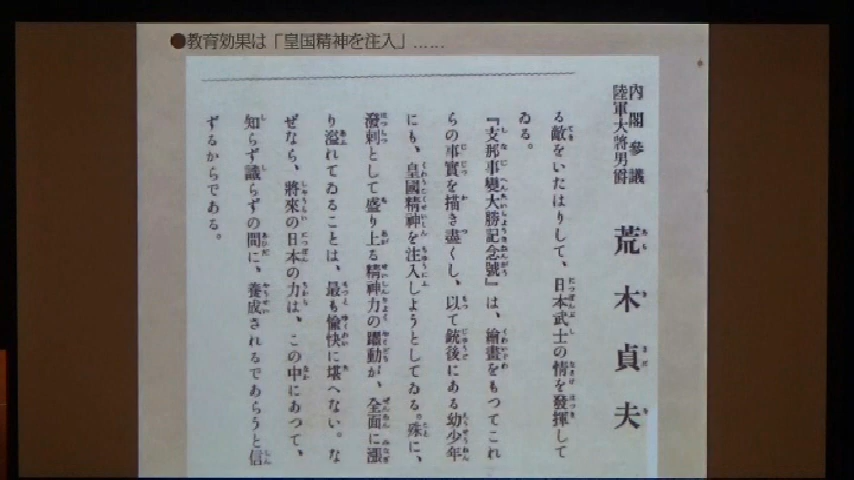 ●教育効果は「皇国精神を注入」……
内閣參議
陸軍大將男爵
荒木貞夫
る敵をいたはりして、日本武士の情を發揮して
ゐる。
『支那事變大勝記念號』は、繪畫をもつてこれ
らの事實を描き盡くし、以て銃後にある幼少年
にも、皇國精神を注入しようとしてゐる。殊に、
潑剌として盛り上る精神力の躍動が、全面に漲
り溢れてゐることは、最も愉快に堪へない。な
ぜなら、將來の日本の力は、この中にあつて、
知らず識らずの間に、養成されるであらうと信
ずるからである。